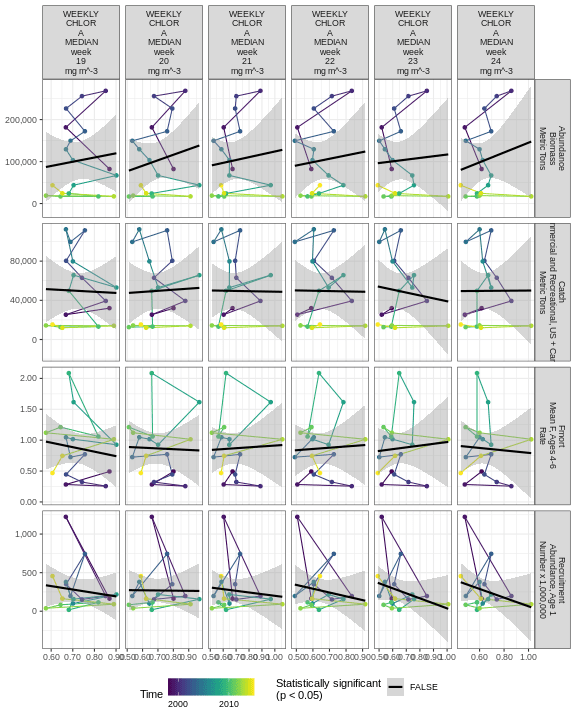 WEEKLY CHLOR A MEDIAN week 19 mg m^-3
WEEKLY CHLOR A MEDIAN week 20 mg m^-3
WEEKLY CHLOR A MEDIAN week 21 mg m^-3
WEEKLY CHLOR A MEDIAN week 22 mg m^-3
WEEKLY CHLOR A MEDIAN week 23 mg m^-3
WEEKLY CHLOR A MEDIAN week 24 mg m^-3
200,000
100,000
0
Abundance
Biomass
Metric Tons
80,000
40,000
0
Catch
mmercial and Recreational, US + Can
Metric Tons
2.00
1.50
1.00
0.50
0.00
Fmort
Mean F, Ages 4-6
Rate
1,000
500
0
Recruitment
Abundance, Age 1
Number x 1,000,000
0.60 0.70 0.80 0.90
0.50 0.60 0.70 0.80 0.90
0.50 0.60 0.70 0.80 0.90
0.50 0.60 0.70 0.80 0.90
0.50 0.60 0.70 0.80 0.90 1.00
0.60 0.80 1.00
Time
2000 2010
Statistically significant
(p < 0.05)
FALSE